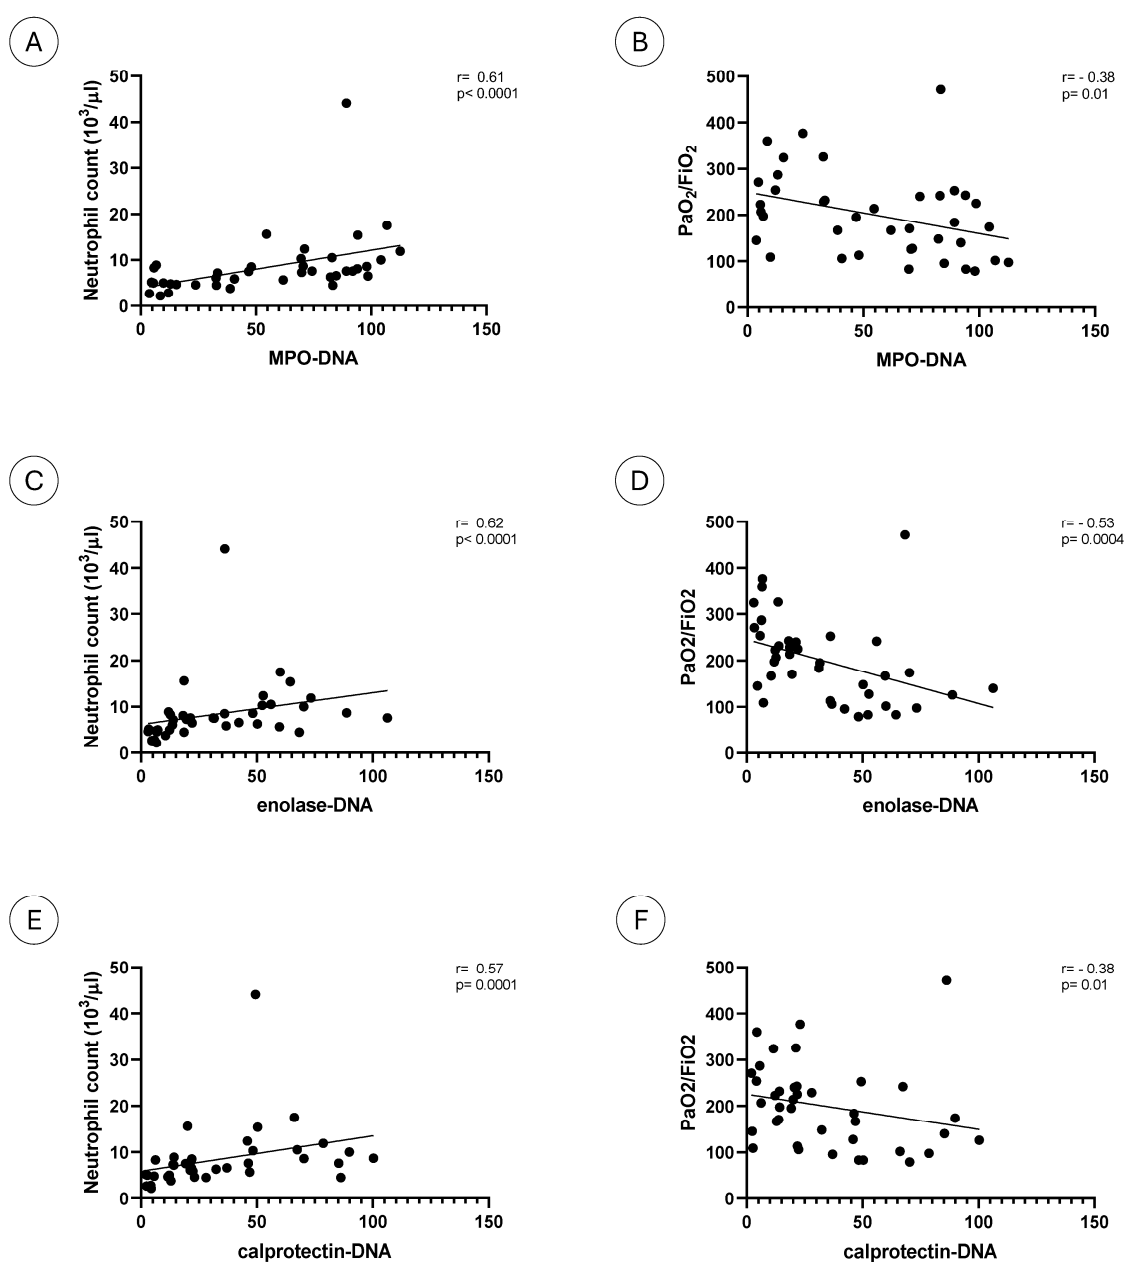 A
B
r= 0.61
p< 0.0001
Neutrophil count (10³/µl)
50
40
30
20
10
0
0 50 100 150
MPO-DNA
r= - 0.38
p= 0.01
PaO₂/FiO₂
500
400
300
200
100
0
0 50 100 150
MPO-DNA
C
D
r= 0.62
p< 0.0001
Neutrophil count (10³/µl)
50
40
30
20
10
0
0 50 100 150
enolase-DNA
r= - 0.53
p= 0.0004
PaO2/FiO2
500
400
300
200
100
0
0 50 100 150
enolase-DNA
E
F
r= 0.57
p= 0.0001
Neutrophil count (10³/µl)
50
40
30
20
10
0
0 50 100 150
calprotectin-DNA
r= - 0.38
p= 0.01
PaO2/FiO2
500
400
300
200
100
0
0 50 100 150
calprotectin-DNA